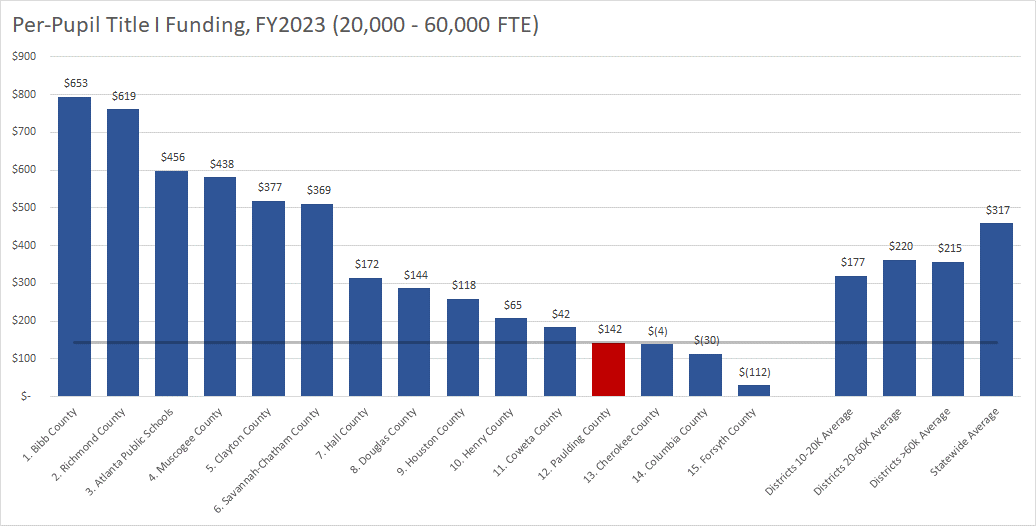 Per-Pupil Title I Funding, FY2023 (20,000 - 60,000 FTE)
$900
$800
$700
$600
$500
$400
$300
$200
$100
$-
$653
$619
$456
$438
$377
$369
$172
$144
$118
$65
$42
$142
$(4)
$(30)
$(112)
$177
$220
$215
$317
1. Bibb County
2. Richmond County
3. Atlanta Public Schools
4. Muscogee County
5. Clayton County
6. Savannah-Chatham County
7. Hall County
8. Douglas County
9. Houston County
10. Henry County
11. Coweta County
12. Paulding County
13. Cherokee County
14. Columbia County
15. Forsyth County
Districts 10-20K Average
Districts 20-60K Average
Districts >60k Average
Statewide Average